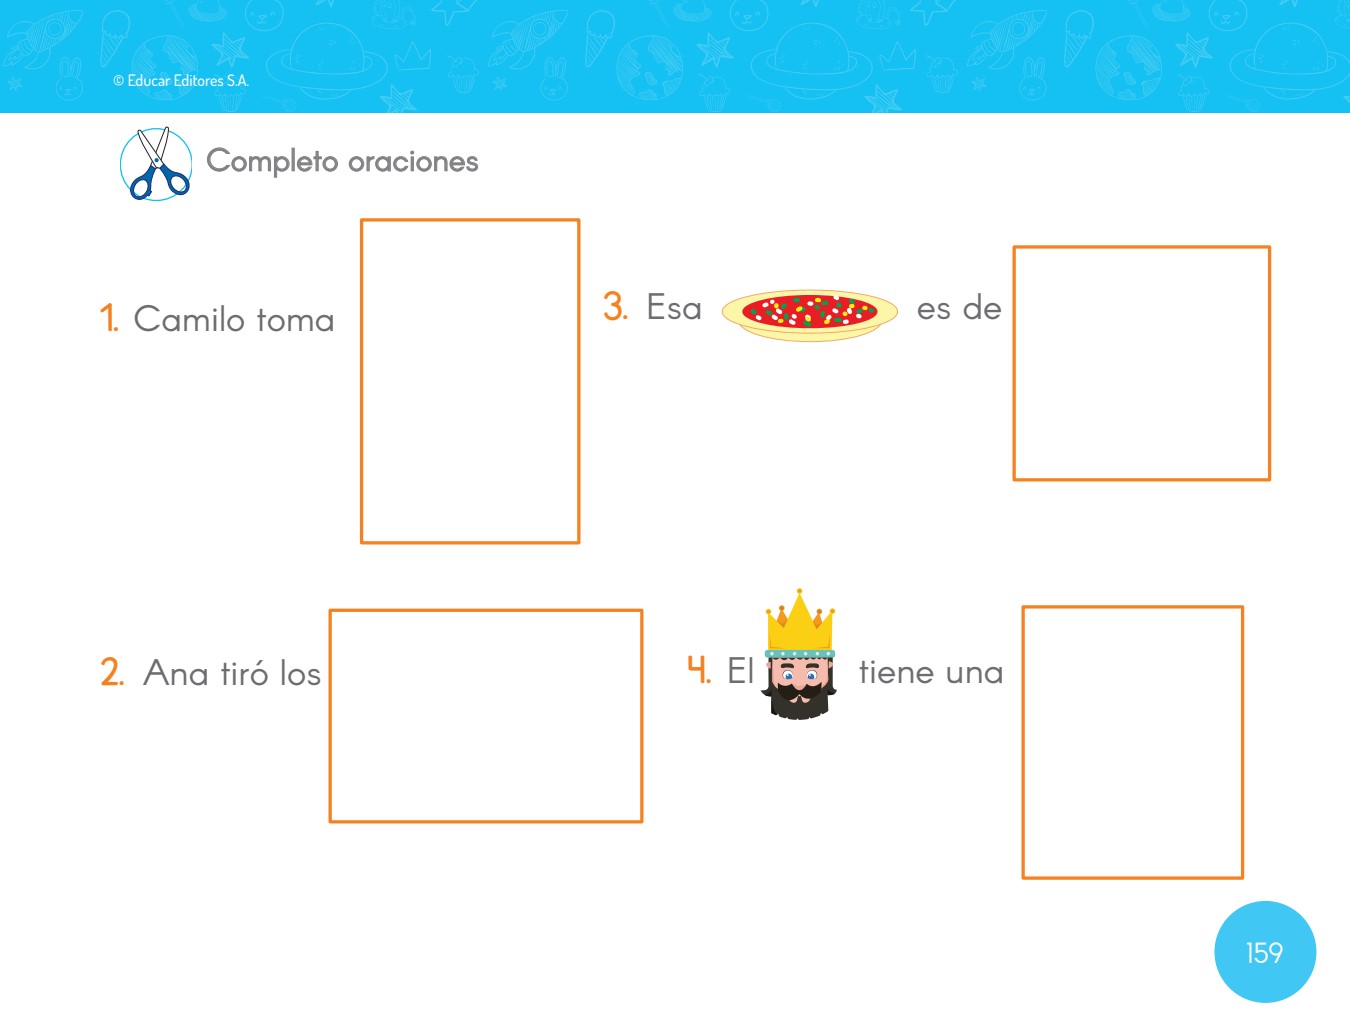 © Educar Editores S.A.
Completo oraciones
1. Camilo toma
3. Esa es de
2. Ana tiró los
4. El tiene una
159